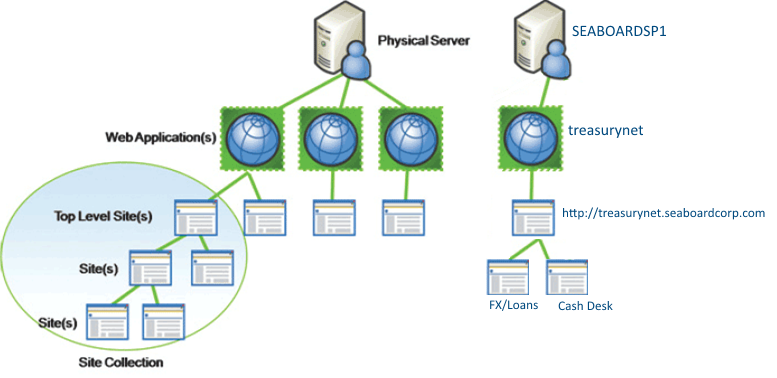 SEABOARDSP1
Physical Server
Web Application(s)
treasurynet
Top Level Site(s)
http://treasurynet.seaboardcorp.com
Site(s)
FX/Loans
Cash Desk
Site(s)
Site Collection